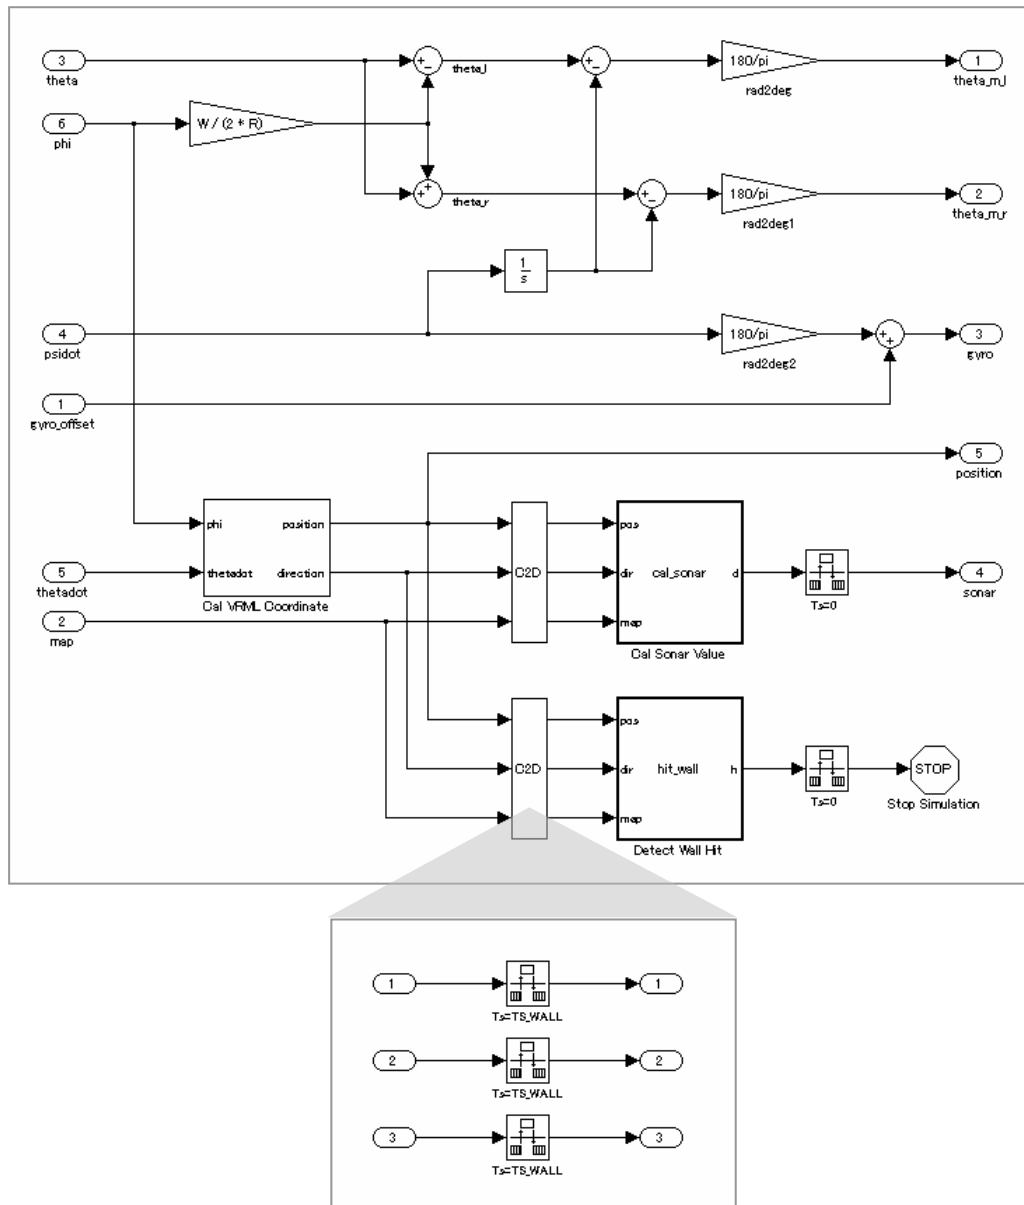 3
theta
+
-
theta_l
+
-
180/pi
rad2deg
1
theta_m_l
6
phi
W / (2 * R)
+
+
theta_r
+
-
180/pi
rad2deg1
2
theta_m_r
1
s
4
psidot
180/pi
rad2deg2
+
+
3
gyro
1
gyro_offset
5
position
phi
position
thetadot
direction
Cal VRML Coordinate
5
thetadot
2
map
C2D
pos
dir
map
cal_sonar
d
Cal Sonar Value
Ts=0
4
sonar
C2D
pos
dir
map
hit_wall
h
Detect Wall Hit
Ts=0
STOP
Stop Simulation
1
Ts=TS_WALL
1
2
Ts=TS_WALL
2
3
Ts=TS_WALL
3